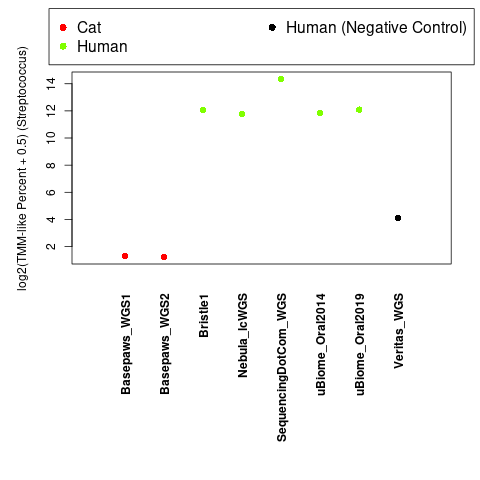 Cat
Human
Human (Negative Control)
log2(TMM-like Percent + 0.5) (Streptococcus)
14
12
10
8
6
4
2
Basepaws_WGS1
Basepaws_WGS2
Bristle1
Nebula_lcWGS
SequencingDotCom_WGS
uBiome_Oral2014
uBiome_Oral2019
Veritas_WGS